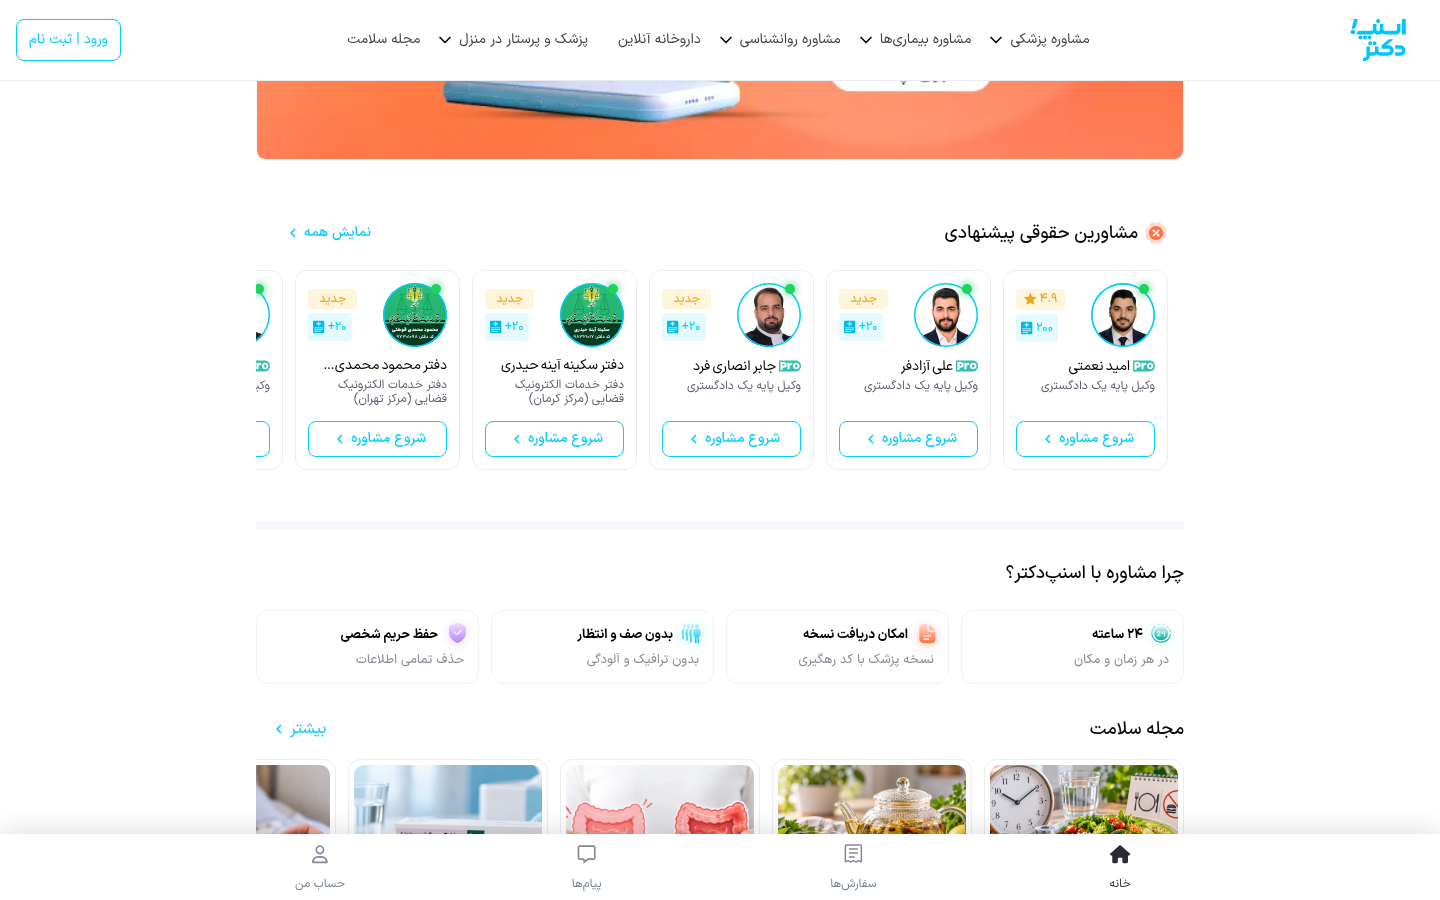 اسنپ!
دکتر
مشاوره پزشکی
مشاوره بیماری‌ها
مشاوره روانشناسی
داروخانه آنلاین
پزشک و پرستار در منزل
مجله سلامت
ورود | ثبت نام
مشاورین حقوقی پیشنهادی
نمایش همه
۴.۹
۲۰۰
Pro امید نعمتی
وکیل پایه یک دادگستری
شروع مشاوره
جدید
۲۰+
Pro علی آزادفر
وکیل پایه یک دادگستری
شروع مشاوره
جدید
۲۰+
Pro جابر انصاری فرد
وکیل پایه یک دادگستری
شروع مشاوره
جدید
۲۰+
دفتر سکینه آینه حیدری
دفتر خدمات الکترونیک
قضایی (مرکز کرمان)
شروع مشاوره
جدید
۲۰+
دفتر محمود محمدی...
دفتر خدمات الکترونیک
قضایی (مرکز تهران)
شروع مشاوره
چرا مشاوره با اسنپ‌دکتر؟
۲۴ ساعته
در هر زمان و مکان
امکان دریافت نسخه
نسخه پزشک با کد رهگیری
بدون صف و انتظار
بدون ترافیک و آلودگی
حفظ حریم شخصی
حذف تمامی اطلاعات
مجله سلامت
بیشتر
خانه
سفارش‌ها
پیام‌ها
حساب من